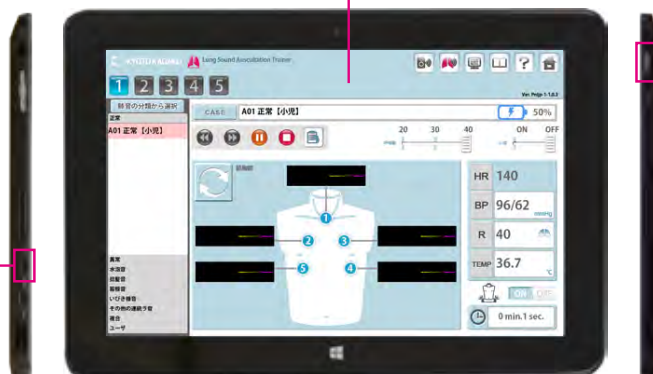 KYOTO KAGAKU Lung Sound Auscultation Trainer
1 2 3 4 5
Ver.
肺音の分類から選択
正常
A01 正常【小児】
CASE A01 正常【小児】
50%
20 30 40
ON OFF
HR 140
BP 96/62 mmHg
R 40
TEMP 36.7 ℃
ON OFF
0 min.1 sec.
1
2
3
5
4
異常
水泡音
捻髪音
笛様音
いびき様音
その他の連続ラ音
複合
ユーザ